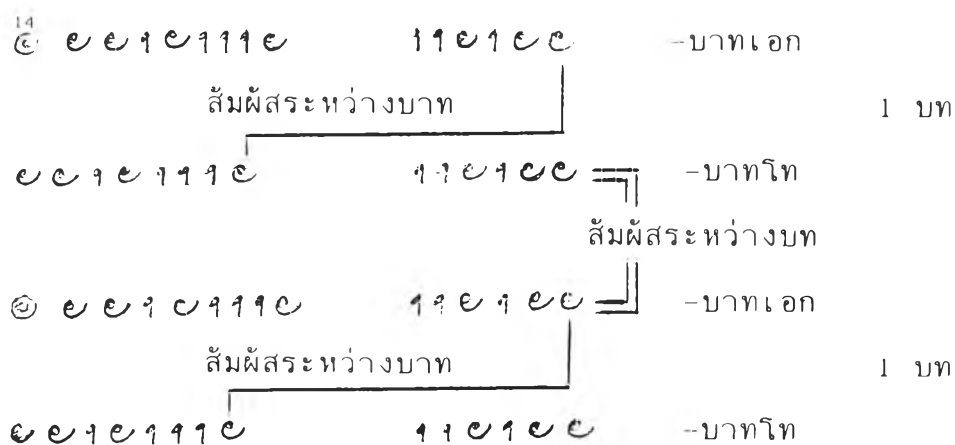 14
 ั ั ุ ั ุ ุ ุ ั ุ ุ ั ุ ั ั -บาทเอก
สัมผัสระหว่างบาท 1 บท
 ั ั ุ ั ุ ุ ุ ั ุ ุ ั ุ ั ั -บาทโท
สัมผัสระหว่างบท
 ั ั ุ ั ุ ุ ุ ั ุ ุ ั ุ ั ั -บาทเอก
สัมผัสระหว่างบาท 1 บท
 ั ั ุ ั ุ ุ ุ ั ุ ุ ั ุ ั ั -บาทโท